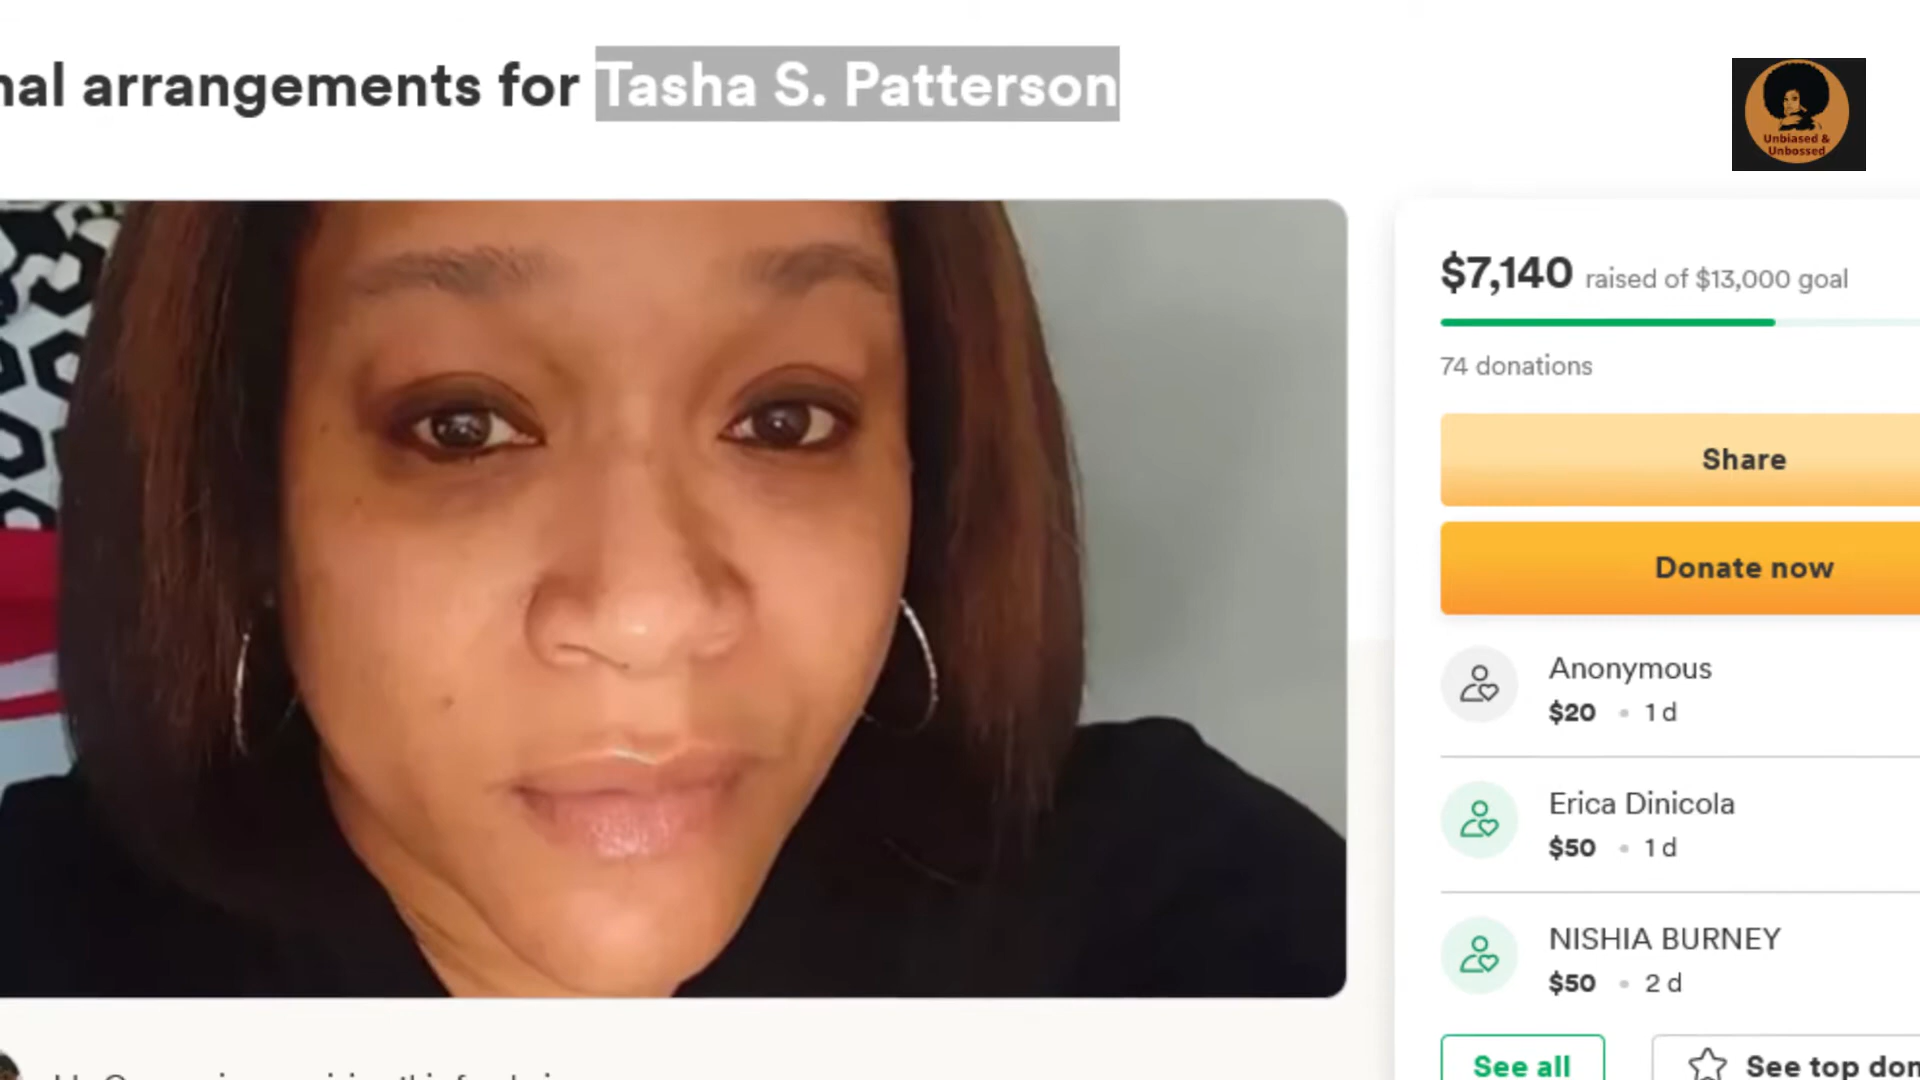 nal arrangements for Tasha S. Patterson
Unbiased &
Unbossed
$7,140 raised of $13,000 goal
74 donations
Share
Donate now
Anonymous
$20 • 1 d
Erica Dinicola
$50 • 1 d
NISHIA BURNEY
$50 • 2 d
See all
See top don